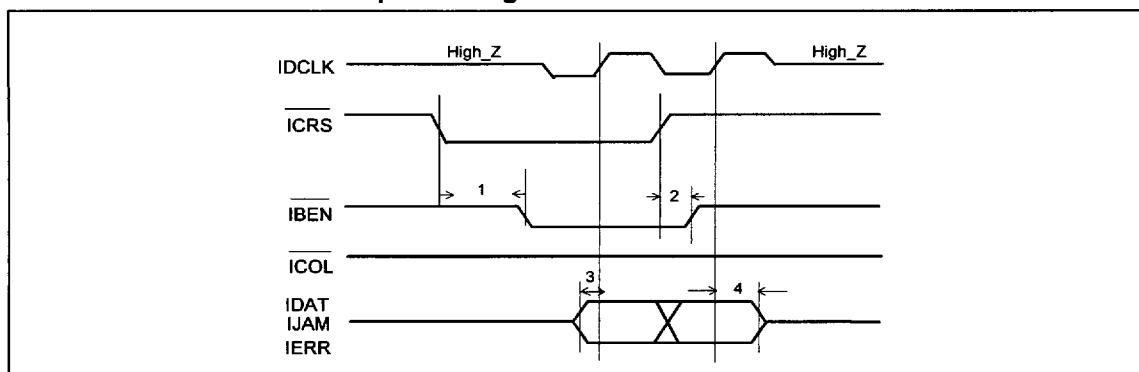 High_Z
High_Z
IDCLK
ICRS
1
2
IBEN
ICOL
3
4
IDAT
IJAM
IERR